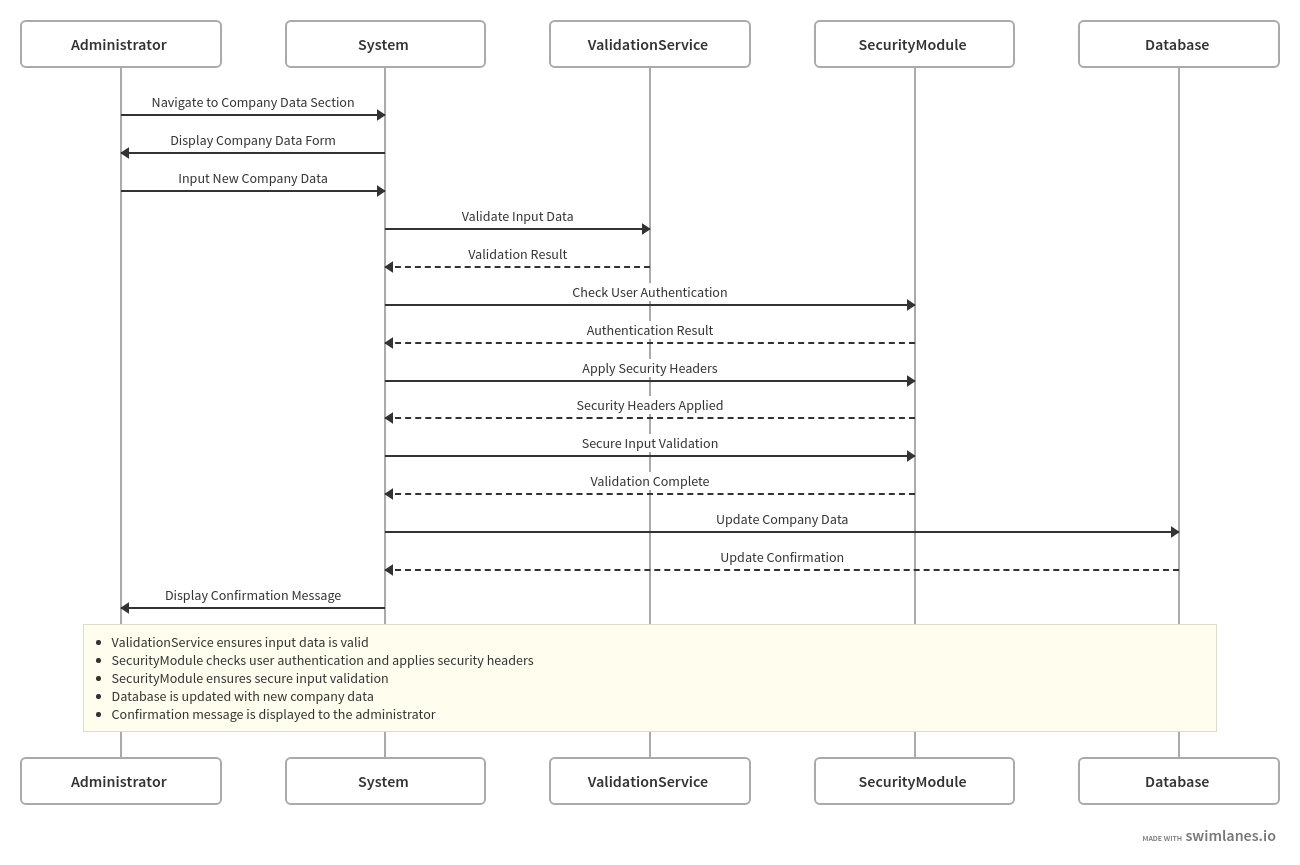 Administrator
System
ValidationService
SecurityModule
Database
Navigate to Company Data Section
Display Company Data Form
Input New Company Data
Validate Input Data
Validation Result
Check User Authentication
Authentication Result
Apply Security Headers
Security Headers Applied
Secure Input Validation
Validation Complete
Update Company Data
Update Confirmation
Display Confirmation Message
ValidationService ensures input data is valid
SecurityModule checks user authentication and applies security headers
SecurityModule ensures secure input validation
Database is updated with new company data
Confirmation message is displayed to the administrator
Administrator
System
ValidationService
SecurityModule
Database
MADE WITH swimlanes.io